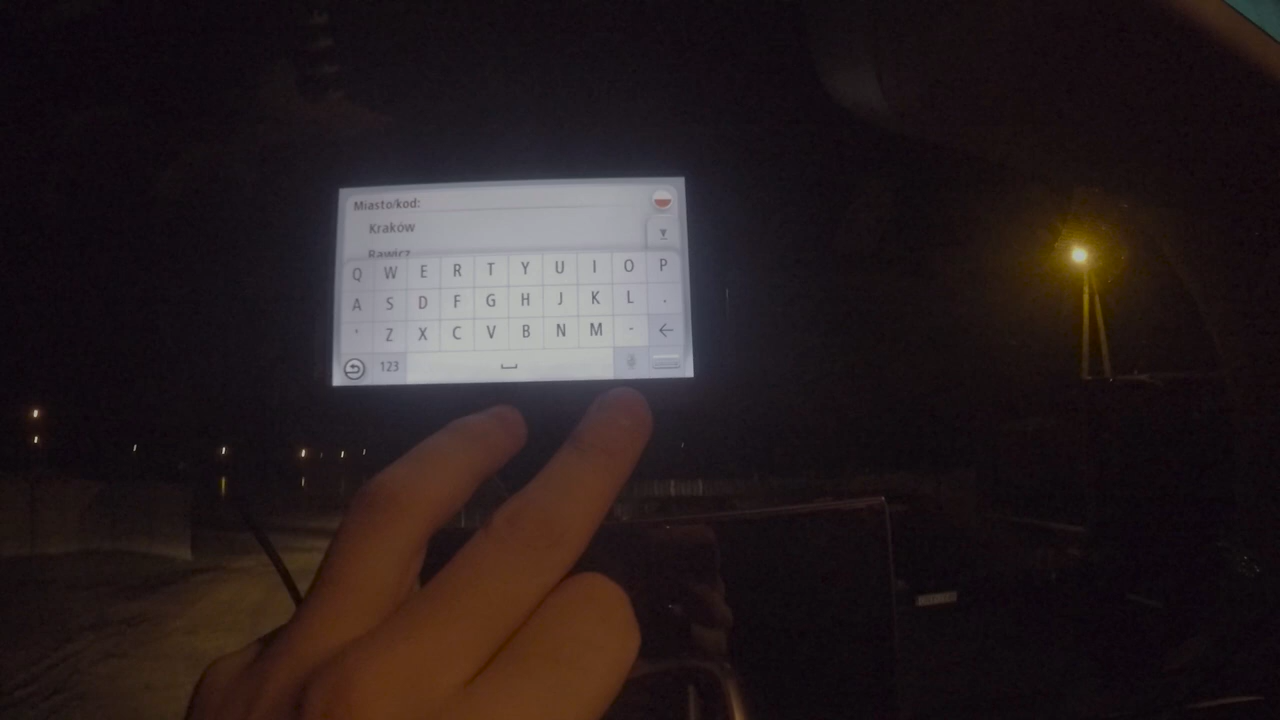 Miasto/kod:
Kraków
Rawicz
Q W E R T Y U I O P
A S D F G H J K L .
' Z X C V B N M -
123